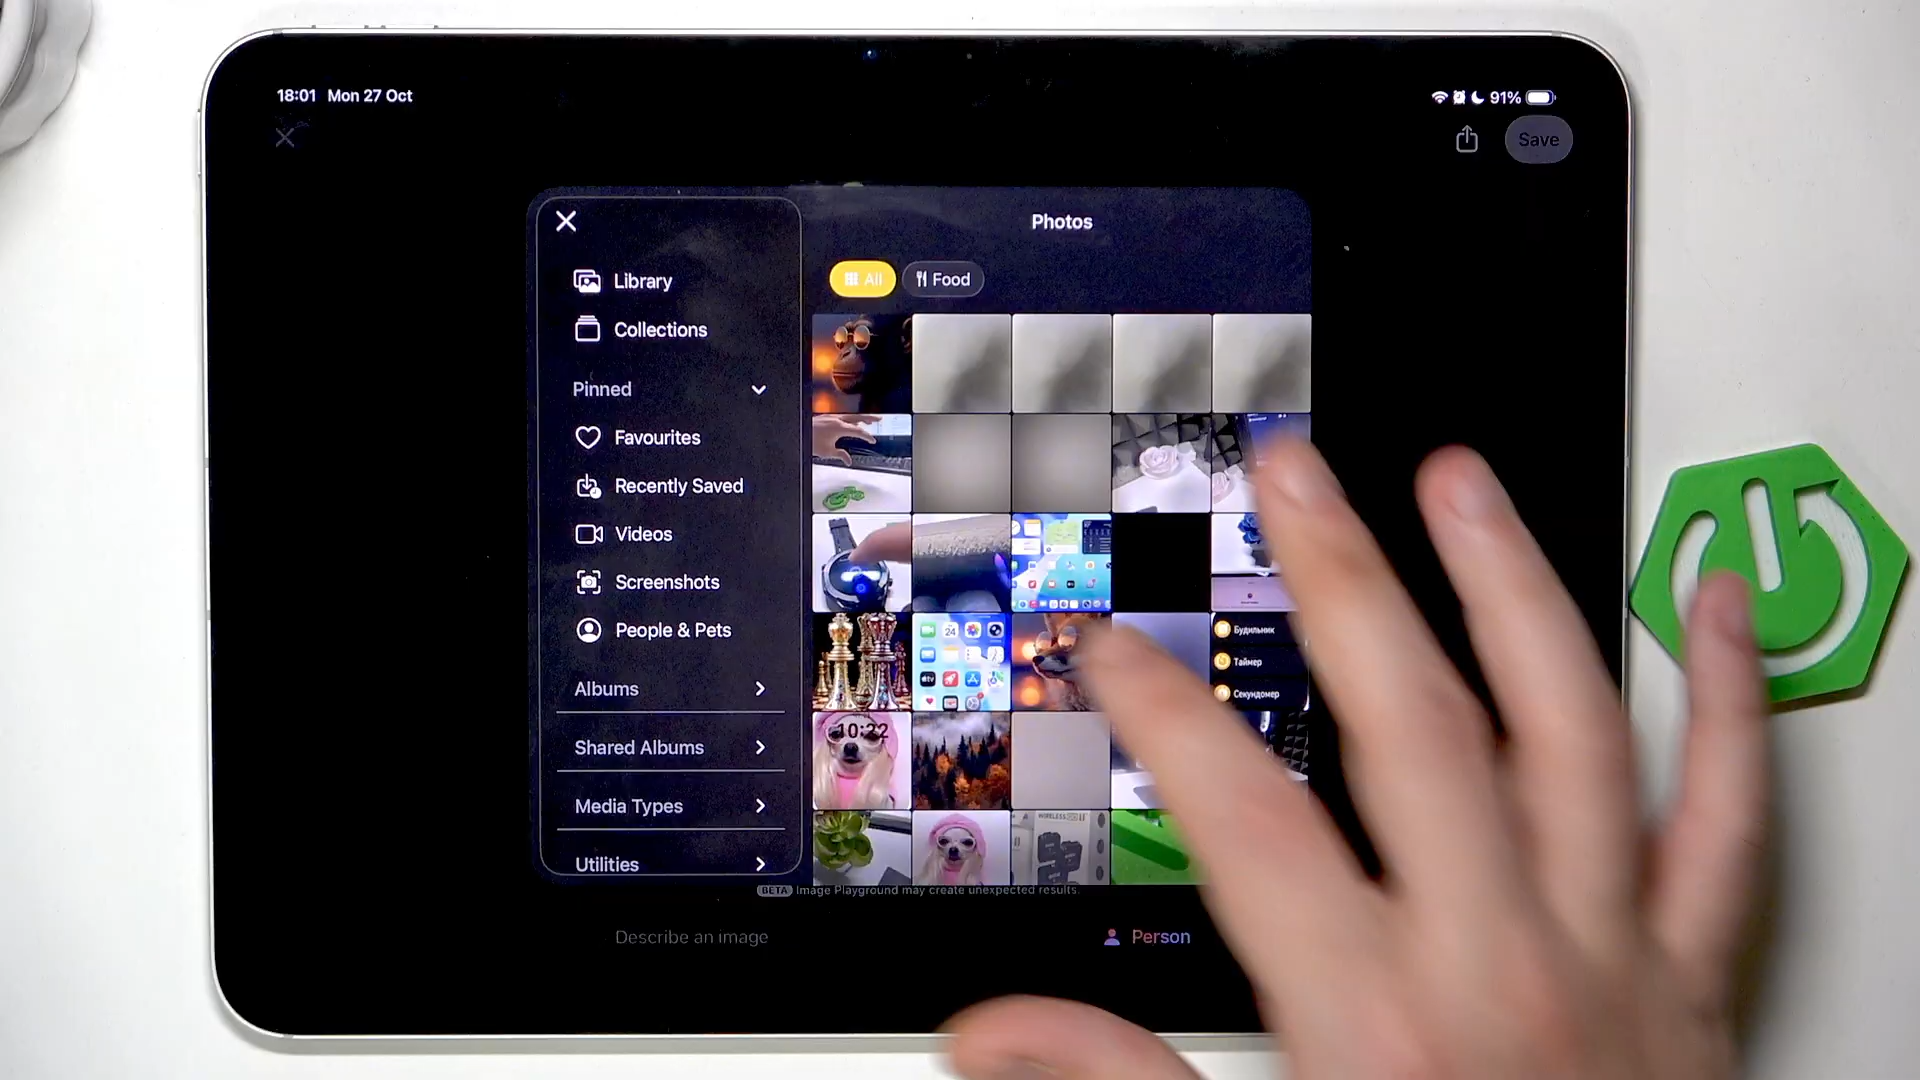 18:01 Mon 27 Oct
91%
Save
Photos
All
Food
Library
Collections
Pinned
Favourites
Recently Saved
Videos
Screenshots
People & Pets
Albums
Shared Albums
Media Types
Utilities
24
Будильник
Таймер
Секундомер
10:22
WIRELESS
BETA Image Playground may create unexpected results.
Describe an image
Person